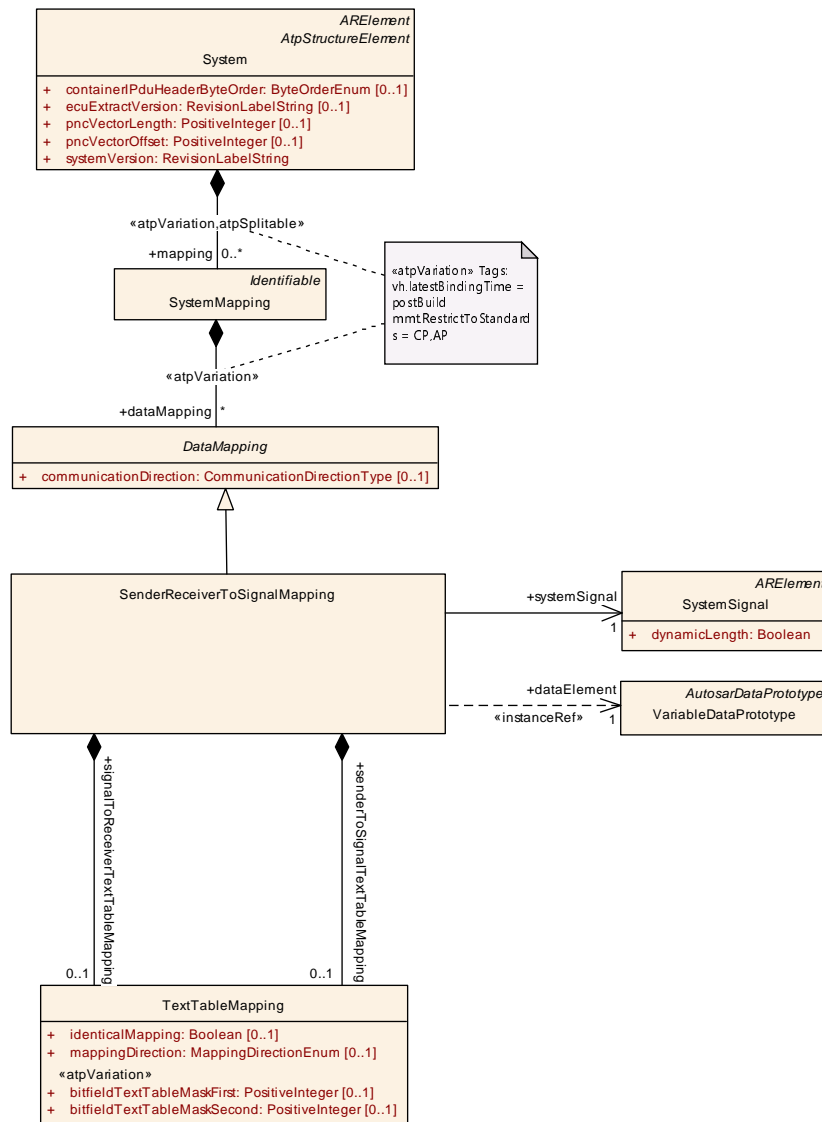 ARElement
AtpStructureElement
System
+ containerIPduHeaderByteOrder: ByteOrderEnum [0..1]
+ ecuExtractVersion: RevisionLabelString [0..1]
+ pncVectorLength: PositiveInteger [0..1]
+ pncVectorOffset: PositiveInteger [0..1]
+ systemVersion: RevisionLabelString
«atpVariation,atpSplitable»
+mapping 0..*
«atpVariation» Tags:
vh.latestBindingTime =
postBuild
mmt.RestrictToStandard
s = CP,AP
Identifiable
SystemMapping
«atpVariation»
+dataMapping *
DataMapping
+ communicationDirection: CommunicationDirectionType [0..1]
SenderReceiverToSignalMapping
+systemSignal
1
ARElement
SystemSignal
+ dynamicLength: Boolean
+dataElement
«instanceRef»
1
AutosarDataPrototype
VariableDataPrototype
+signalToReceiverTextTableMapping
0..1
+senderToSignalTextTableMapping
0..1
TextTableMapping
+ identicalMapping: Boolean [0..1]
+ mappingDirection: MappingDirectionEnum [0..1]
«atpVariation»
+ bitfieldTextTableMaskFirst: PositiveInteger [0..1]
+ bitfieldTextTableMaskSecond: PositiveInteger [0..1]